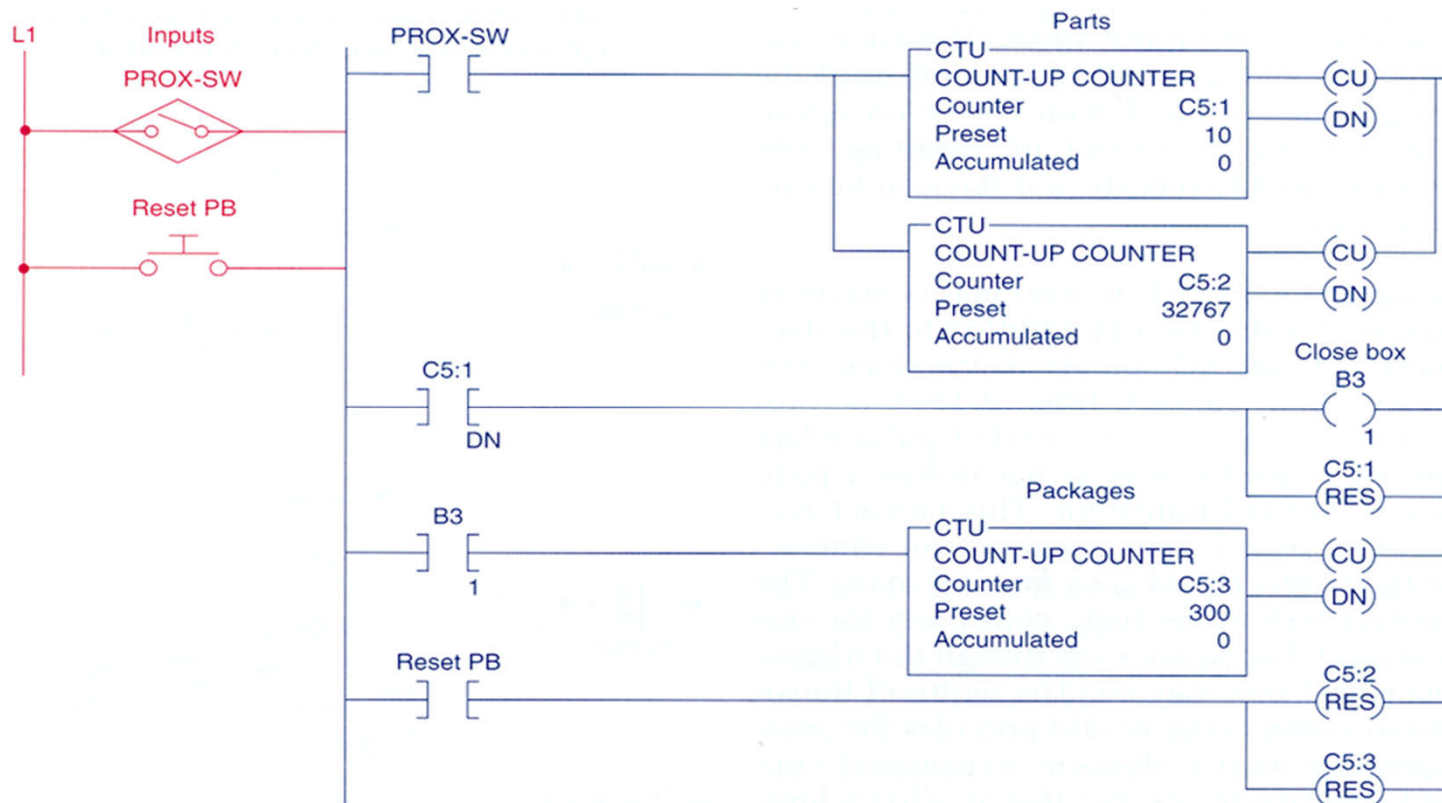 L1
Inputs
PROX-SW
Reset PB
PROX-SW
Parts
CTU
COUNT-UP COUNTER
Counter C5:1
Preset 10
Accumulated 0
CU
DN
CTU
COUNT-UP COUNTER
Counter C5:2
Preset 32767
Accumulated 0
CU
DN
C5:1
DN
Close box
B3
1
C5:1
RES
B3
1
Packages
CTU
COUNT-UP COUNTER
Counter C5:3
Preset 300
Accumulated 0
CU
DN
Reset PB
C5:2
RES
C5:3
RES